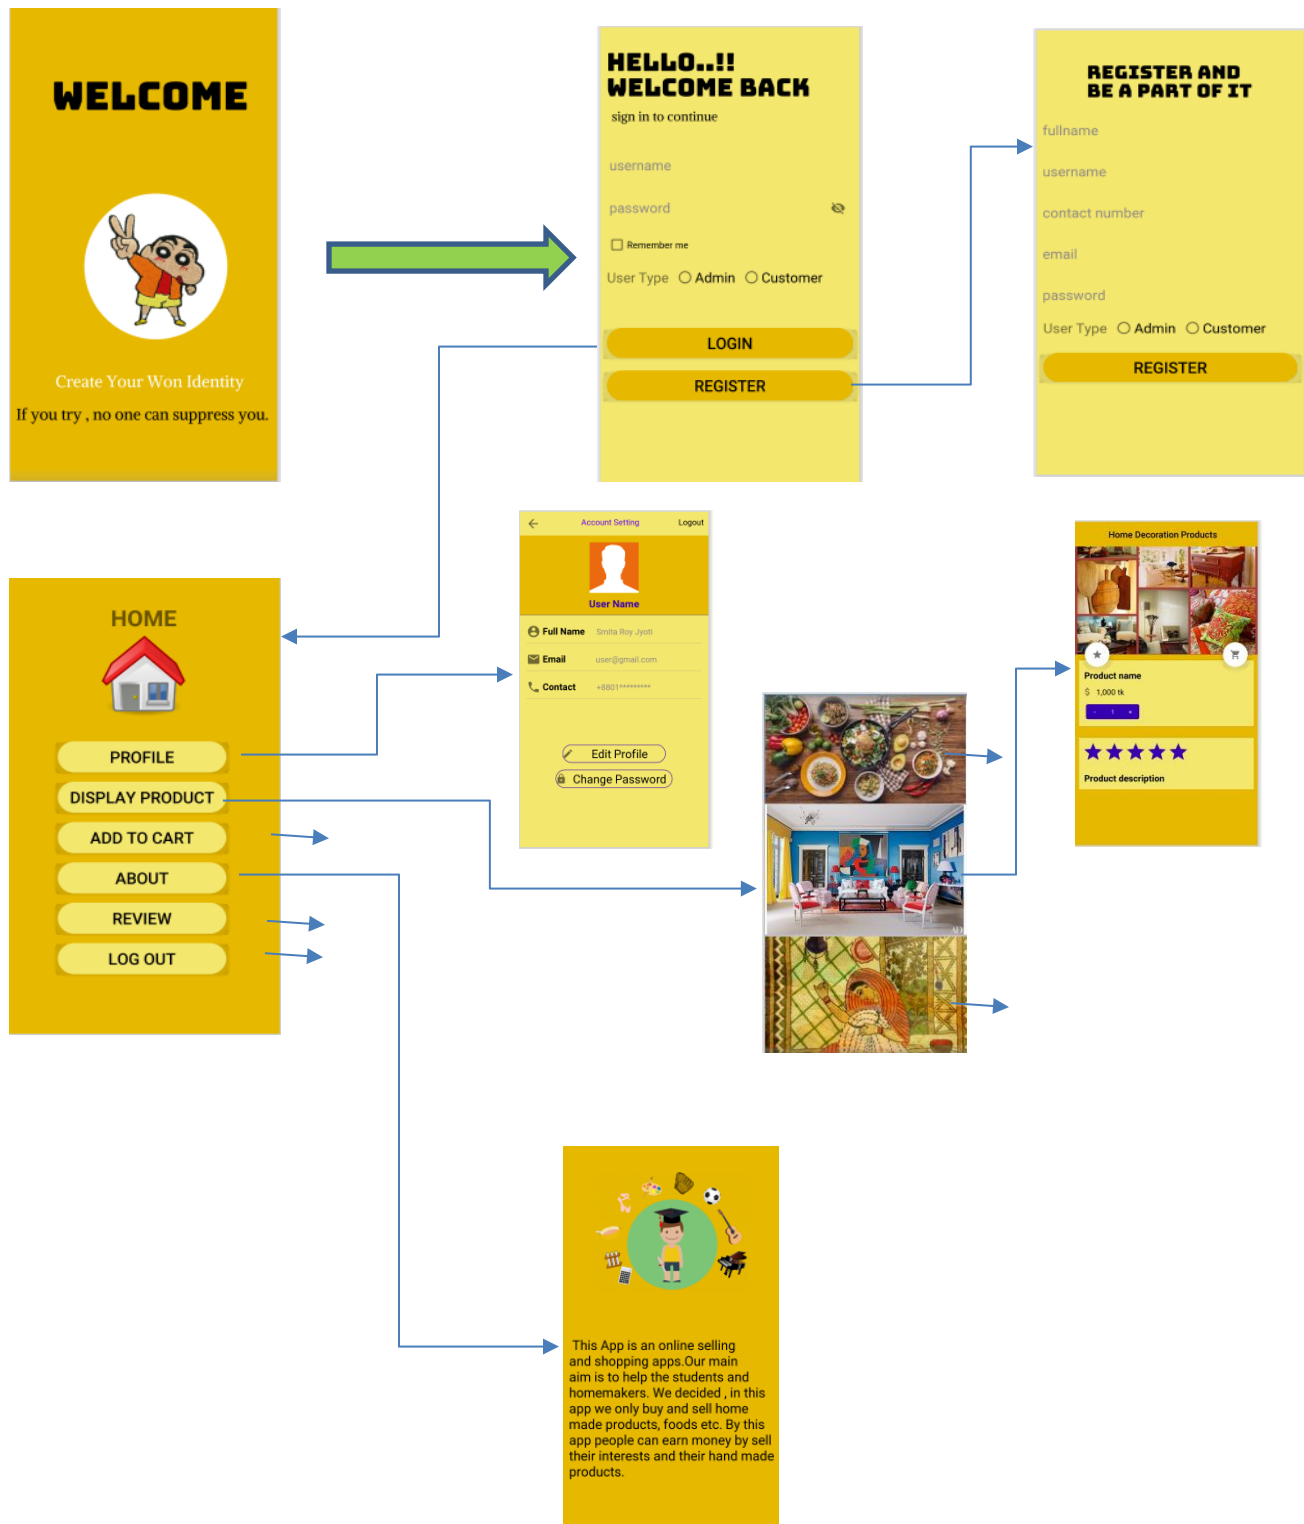 WELCOME
Create Your Won Identity
If you try , no one can suppress you.
HELLO..!!
WELCOME BACK
sign in to continue
username
password
Remember me
User Type Admin Customer
LOGIN
REGISTER
REGISTER AND
BE A PART OF IT
fullname
username
contact number
email
password
User Type Admin Customer
REGISTER
HOME
PROFILE
DISPLAY PRODUCT
ADD TO CART
ABOUT
REVIEW
LOG OUT
Account Setting Logout
User Name
Full Name Smita Roy Jyoti
Email user@gmail.com
Contact +8801*********
Edit Profile
Change Password
AD
Home Decoration Products
Product name
$ 1,000 tk
- 1 +
Product description
This App is an online selling
and shopping apps.Our main
aim is to help the students and
homemakers. We decided , in this
app we only buy and sell home
made products, foods etc. By this
app people can earn money by sell
their interests and their hand made
products.